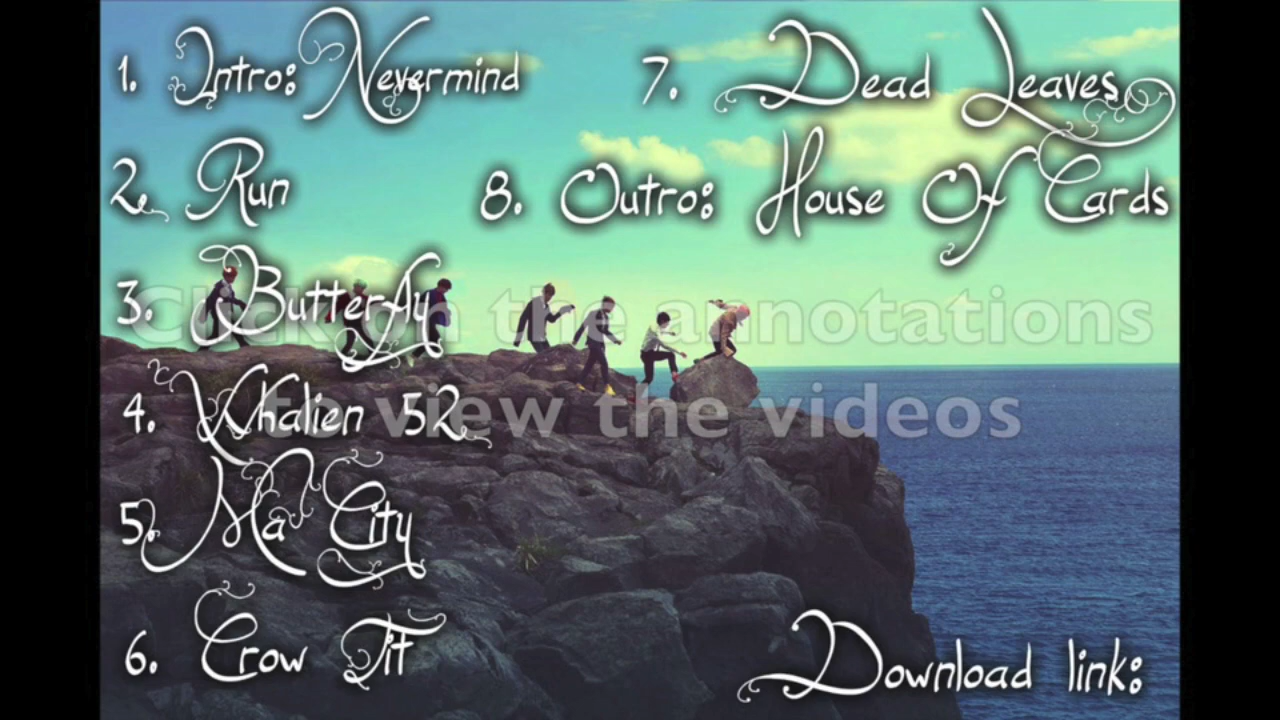 1. Intro: Nevermind
2. Run
3. Butterfly
4. Whalien 52
5. Ma City
6. Crow Tit
7. Dead Leaves
8. Outro: House Of Cards
Click on the annotations
to view the videos
Download link: